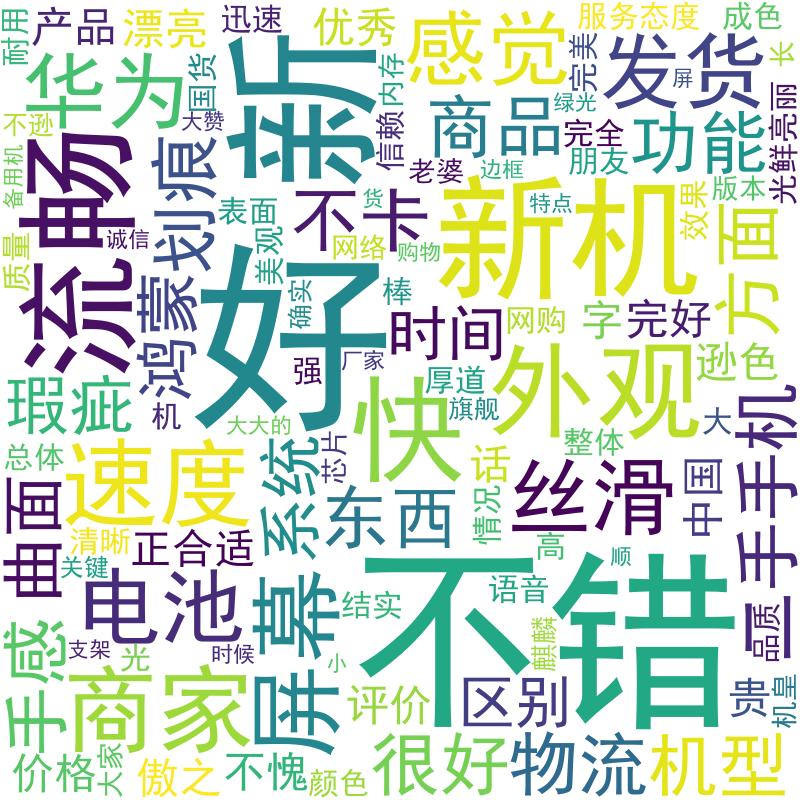 耐用
产品
漂亮
迅速
优秀
感觉
服务态度
成色
长
华为
国货
新
内存
完美
发货
屏
不逊
大赞
信赖
商品
绿光
完全
功能
光鲜亮丽
流畅
备用机
划痕
不卡
老婆
边框
朋友
诚信
表面
货
新机
特点
效果
版本
方面
质量
鸿蒙
美观
网络
购物
确实
棒
好
时间
网购
字
完好
强
厂家
外观
逊色
瑕疵
机
厚道
旗舰
大大的
快
大
二手手机
总体
速度
系统
芯片
整体
话
丝滑
中国
曲面
清晰
正合适
东西
情况
高
关键
电池
屏幕
不错
语音
顺
结实
麒麟
品质
手感
支架
光
时候
小
商家
评价
区别
贵
机皇
价格
大家
傲之
不愧
颜色
很好
物流
机型